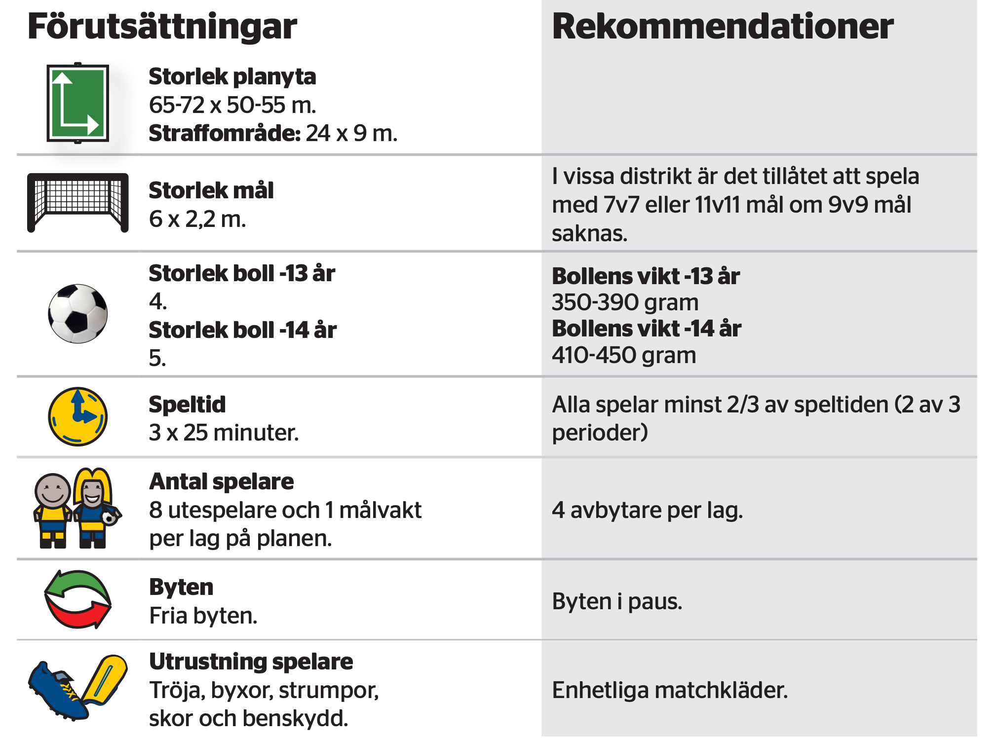 Förutsättningar
Rekommendationer
Storlek planyta
65-72 x 50-55 m.
Straffområde: 24 x 9 m.
Storlek mål
6 x 2,2 m.
I vissa distrikt är det tillåtet att spela
med 7v7 eller 11v11 mål om 9v9 mål
saknas.
Storlek boll -13 år
4.
Storlek boll -14 år
5.
Bollens vikt -13 år
350-390 gram
Bollens vikt -14 år
410-450 gram
Speltid
3 x 25 minuter.
Alla spelar minst 2/3 av speltiden (2 av 3
perioder)
Antal spelare
8 utespelare och 1 målvakt
per lag på planen.
4 avbytare per lag.
Byten
Fria byten.
Byten i paus.
Utrustning spelare
Tröja, byxor, strumpor,
skor och benskydd.
Enhetliga matchkläder.